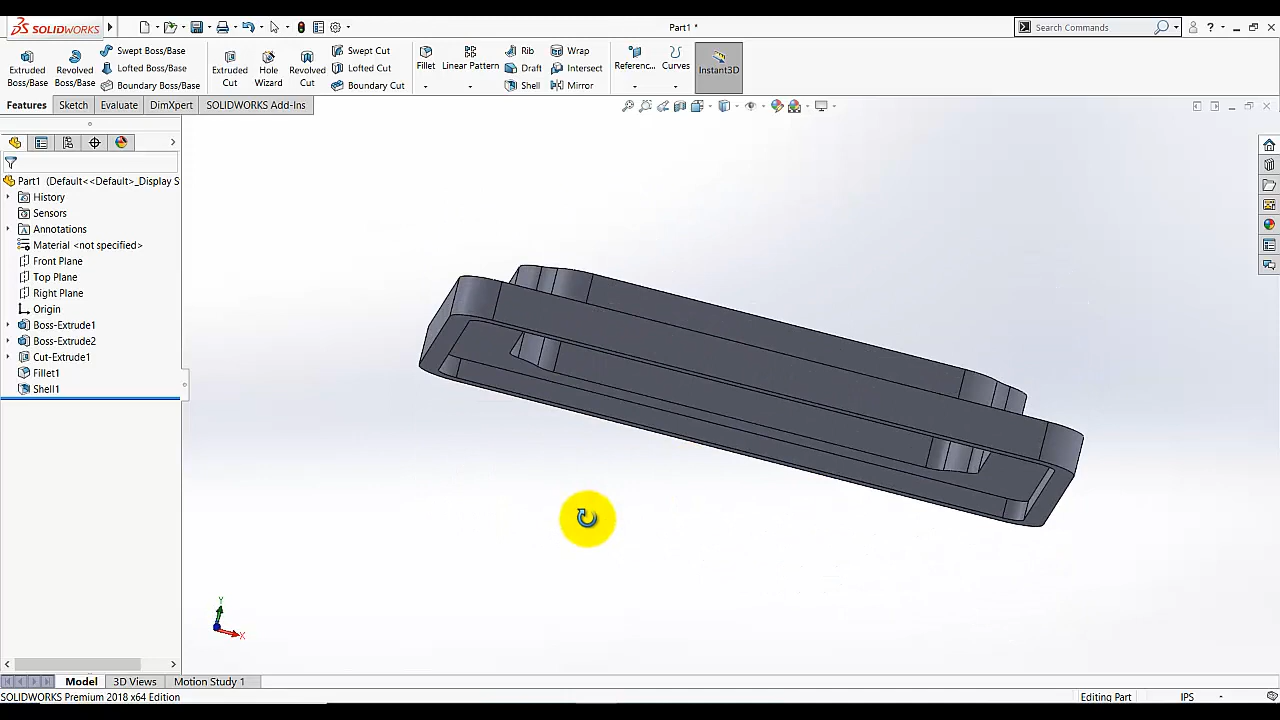 SOLIDWORKS
Part1 *
Search Commands
?
Extruded Boss/Base
Revolved Boss/Base
Swept Boss/Base
Lofted Boss/Base
Boundary Boss/Base
Extruded Cut
Hole Wizard
Revolved Cut
Swept Cut
Lofted Cut
Boundary Cut
Fillet
Linear Pattern
Rib
Draft
Shell
Wrap
Intersect
Mirror
Referenc...
Curves
Instant3D
Features
Sketch
Evaluate
DimXpert
SOLIDWORKS Add-Ins
Part1 (Default<<Default>_Display S
History
Sensors
Annotations
Material <not specified>
Front Plane
Top Plane
Right Plane
Origin
Boss-Extrude1
Boss-Extrude2
Cut-Extrude1
Fillet1
Shell1
Y
X
Model
3D Views
Motion Study 1
SOLIDWORKS Premium 2018 x64 Edition
Editing Part
IPS